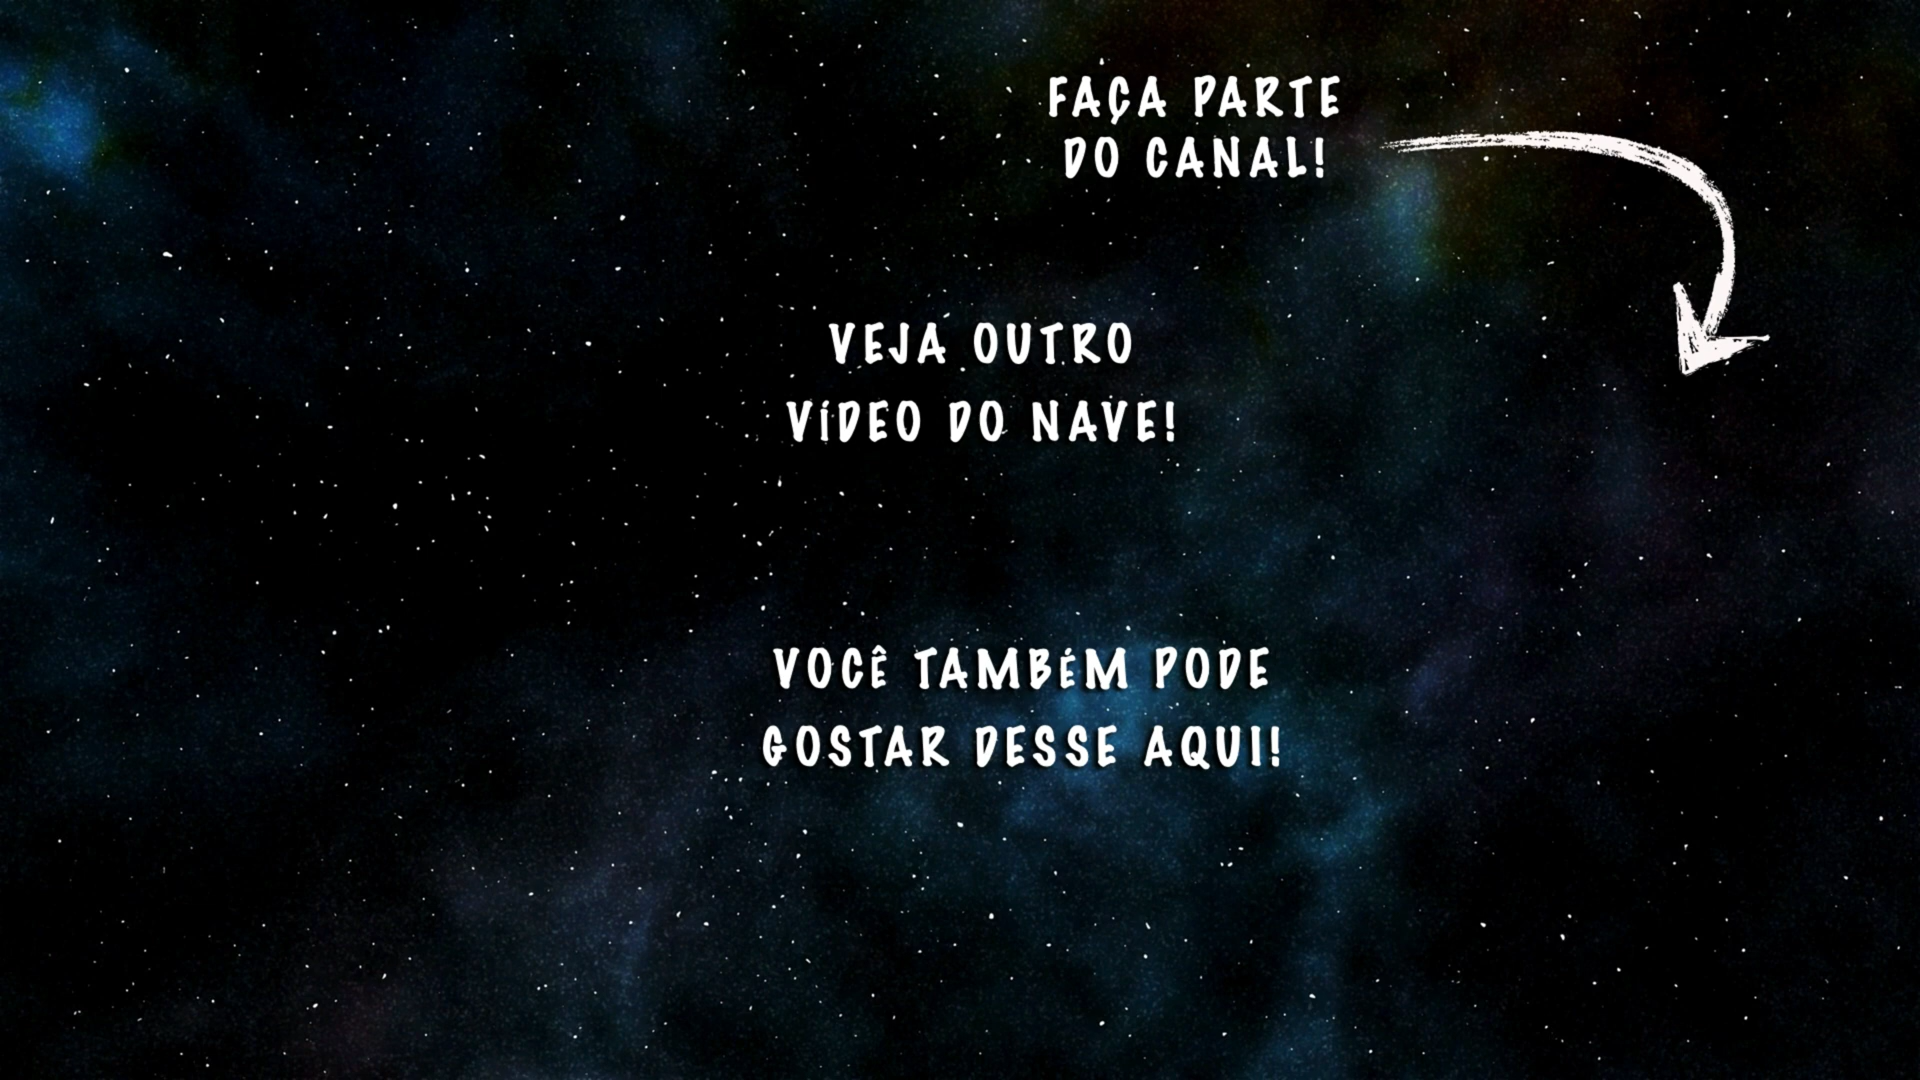 FAÇA PARTE
DO CANAL!
VEJA OUTRO
VÍDEO DO NAVE!
VOCÊ TAMBÉM PODE
GOSTAR DESSE AQUI!